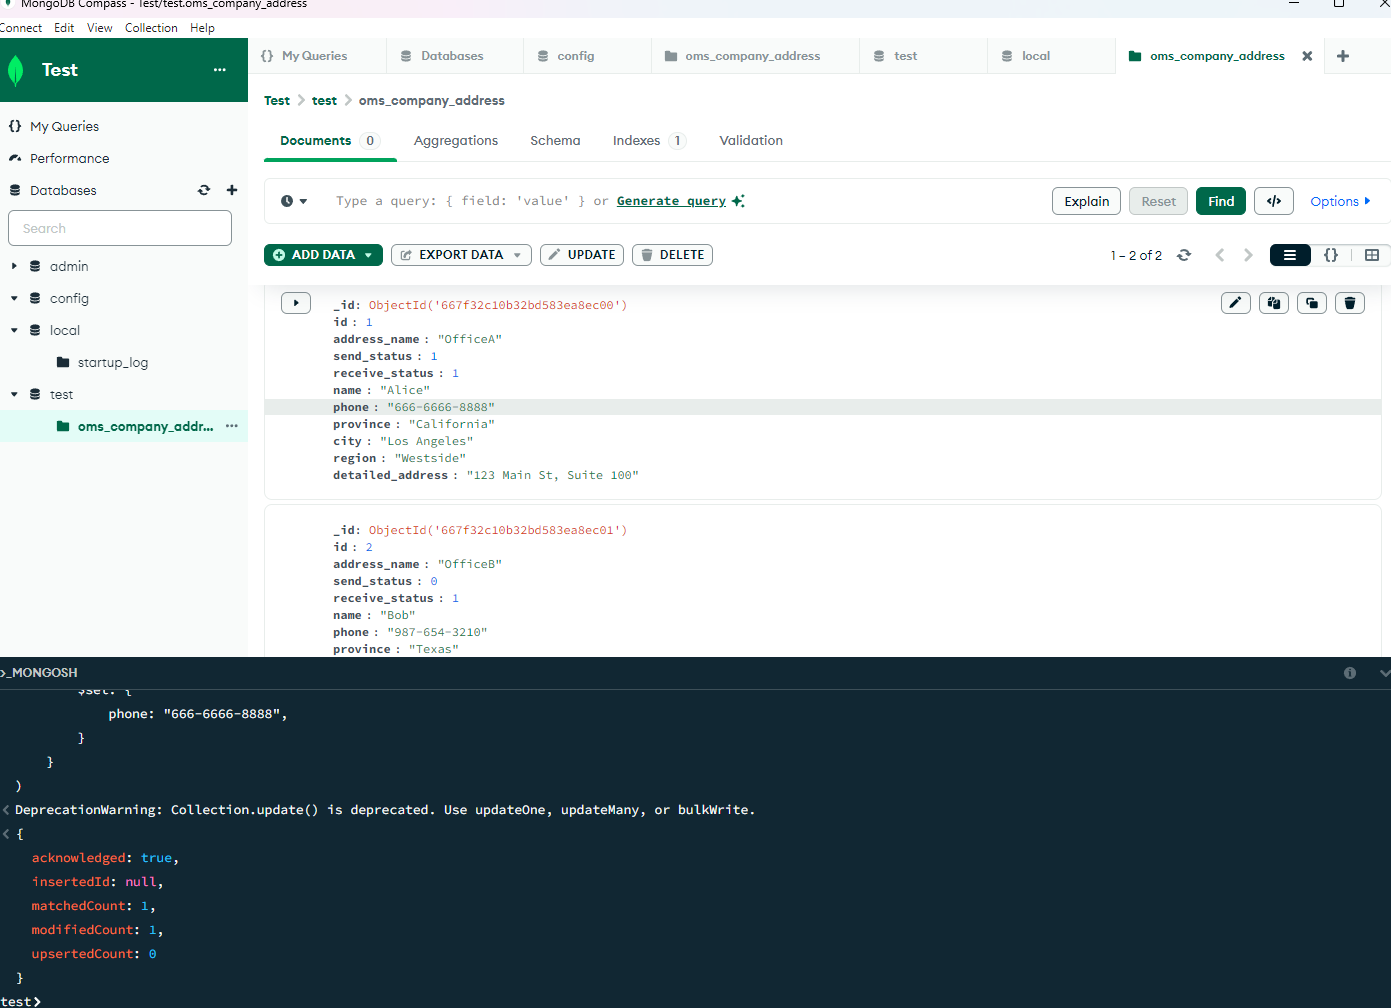 MongoDB Compass - Test/test.oms_company_address
Connect Edit View Collection Help
Test
My Queries
Performance
Databases
Search
admin
config
local
startup_log
test
oms_company_addr...
{} My Queries
Databases
config
oms_company_address
test
local
oms_company_address
Test > test > oms_company_address
Documents 0
Aggregations
Schema
Indexes 1
Validation
Type a query: { field: 'value' } or Generate query
Explain
Reset
Find
</>
Options
ADD DATA
EXPORT DATA
UPDATE
DELETE
1 – 2 of 2
{}
_id: ObjectId('667f32c10b32bd583ea8ec00')
id : 1
address_name : "OfficeA"
send_status : 1
receive_status : 1
name : "Alice"
phone : "666-6666-8888"
province : "California"
city : "Los Angeles"
region : "Westside"
detailed_address : "123 Main St, Suite 100"
_id: ObjectId('667f32c10b32bd583ea8ec01')
id : 2
address_name : "OfficeB"
send_status : 0
receive_status : 1
name : "Bob"
phone : "987-654-3210"
province : "Texas"
>_MONGOSH
$set: {
phone: "666-6666-8888",
}
}
)
< DeprecationWarning: Collection.update() is deprecated. Use updateOne, updateMany, or bulkWrite.
< {
acknowledged: true,
insertedId: null,
matchedCount: 1,
modifiedCount: 1,
upsertedCount: 0
}
test>